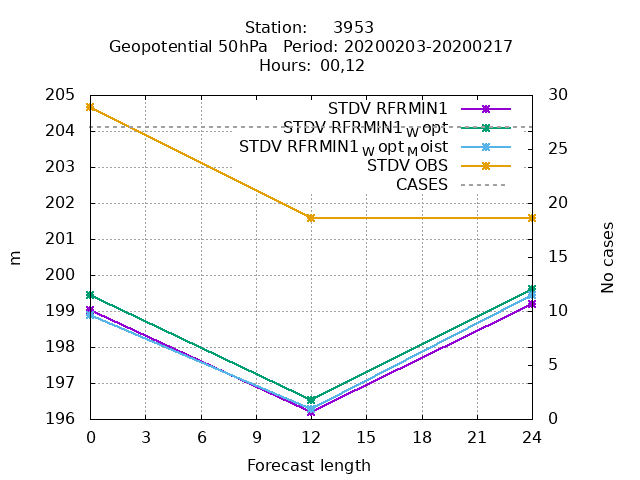 Station: 3953
Geopotential 50hPa Period: 20200203-20200217
Hours: 00,12
205 30
STDV RFRMIN1
204 STDV RFRMIN1_W opt
25
STDV RFRMIN1_W opt_M oist
203 STDV OBS
CASES
202 20
201
15
200
m
No cases
199 10
198
5
197
196 0
0 3 6 9 12 15 18 21 24
Forecast length